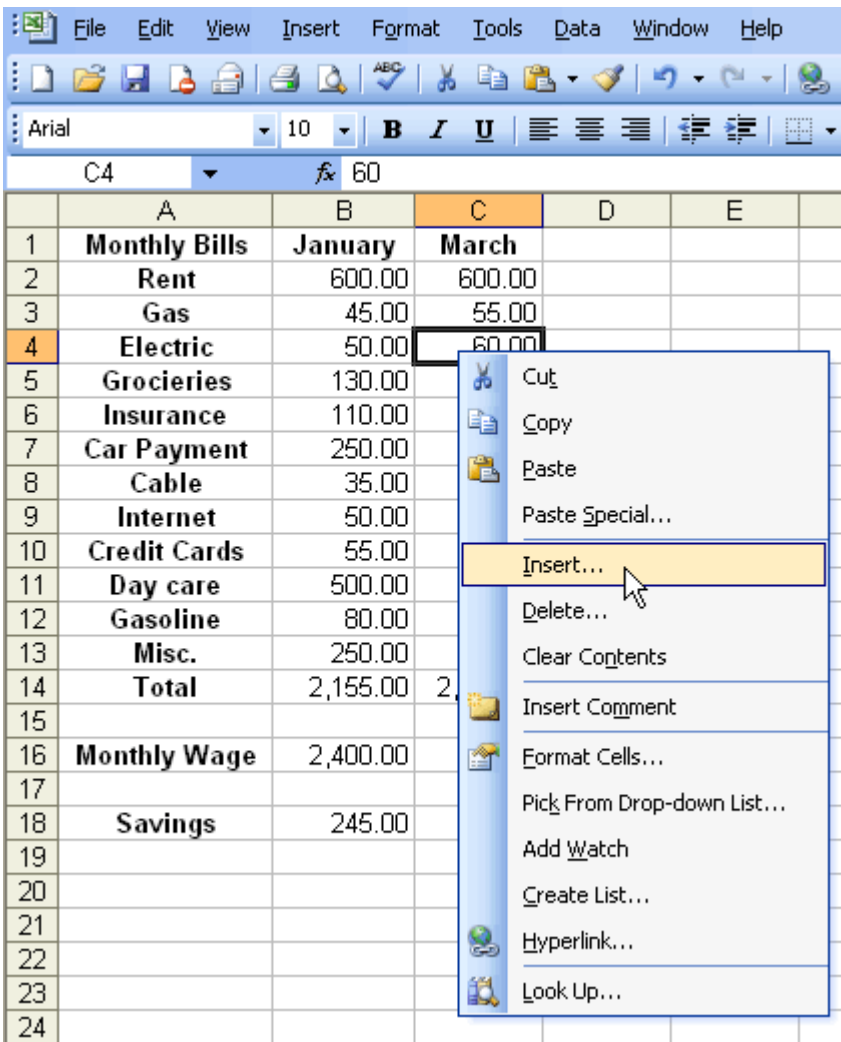 File Edit View Insert Format Tools Data Window Help
ABC
Arial 10 B I U
C4 fx 60
A B C D E
1 Monthly Bills January March
2 Rent 600.00 600.00
3 Gas 45.00 55.00
4 Electric 50.00 60.00
5 Grocieries 130.00
6 Insurance 110.00
7 Car Payment 250.00
8 Cable 35.00
9 Internet 50.00
10 Credit Cards 55.00
11 Day care 500.00
12 Gasoline 80.00
13 Misc. 250.00
14 Total 2,155.00 2,
15
16 Monthly Wage 2,400.00
17
18 Savings 245.00
19
20
21
22
23
24
Cut
Copy
Paste
Paste Special...
Insert...
Delete...
Clear Contents
Insert Comment
Format Cells...
Pick From Drop-down List...
Add Watch
Create List...
Hyperlink...
Look Up...